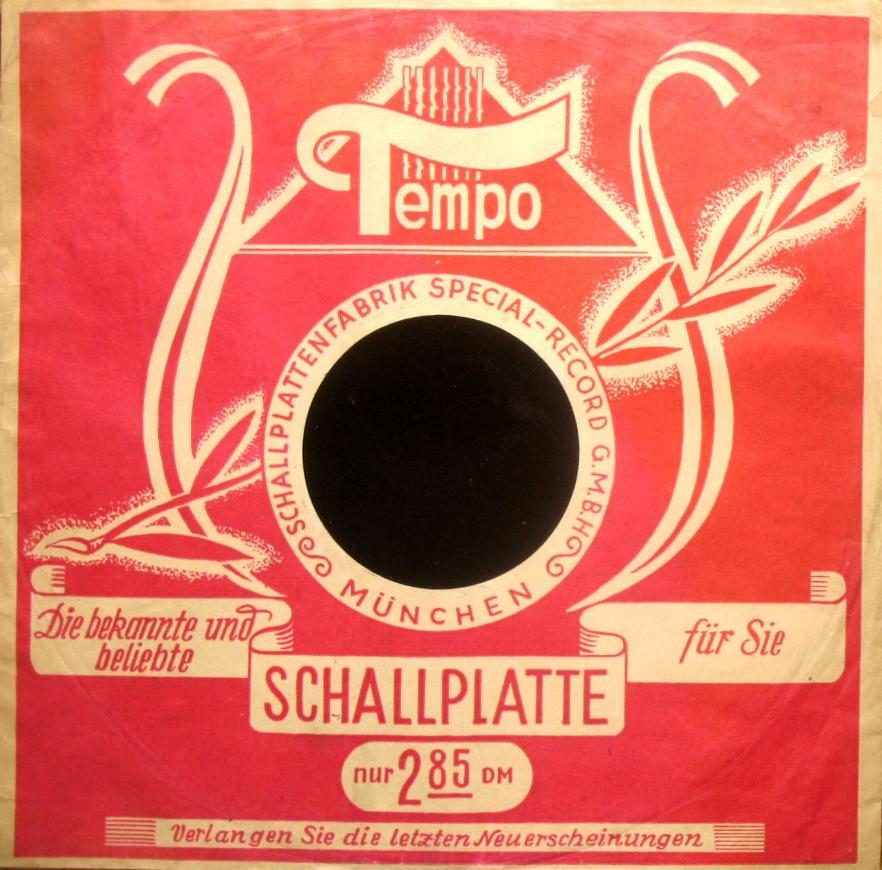 Tempo
SCHALLPLATTENFABRIK SPECIAL-RECORD G.M.B.H
MÜNCHEN
Die bekannte und
beliebte
SCHALLPLATTE
für Sie
nur 2 85 DM
Verlangen Sie die letzten Neuerscheinungen